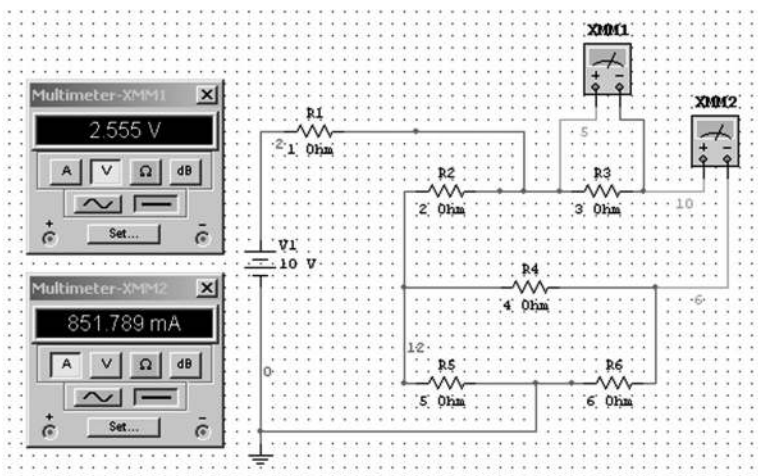 Multimeter-XMM1
2.555 V
A V Ω dB
Set...
+ −
Multimeter-XMM2
851.789 mA
A V Ω dB
Set...
+ −
XMM1
+ −
XMM2
+ −
R1
1 Ohm
2
5
R2
2 Ohm
R3
3 Ohm
10
V1
10 V
R4
4 Ohm
6
12
R5
5 Ohm
R6
6 Ohm
0